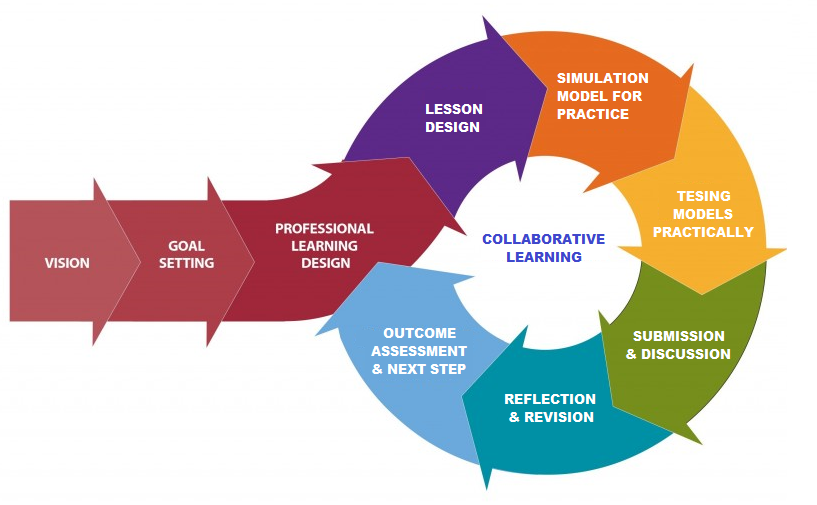 VISION
GOAL
SETTING
PROFESSIONAL
LEARNING
DESIGN
LESSON
DESIGN
SIMULATION
MODEL FOR
PRACTICE
TESING
MODELS
PRACTICALLY
SUBMISSION
& DISCUSSION
REFLECTION
& REVISION
OUTCOME
ASSESSMENT
& NEXT STEP
COLLABORATIVE
LEARNING